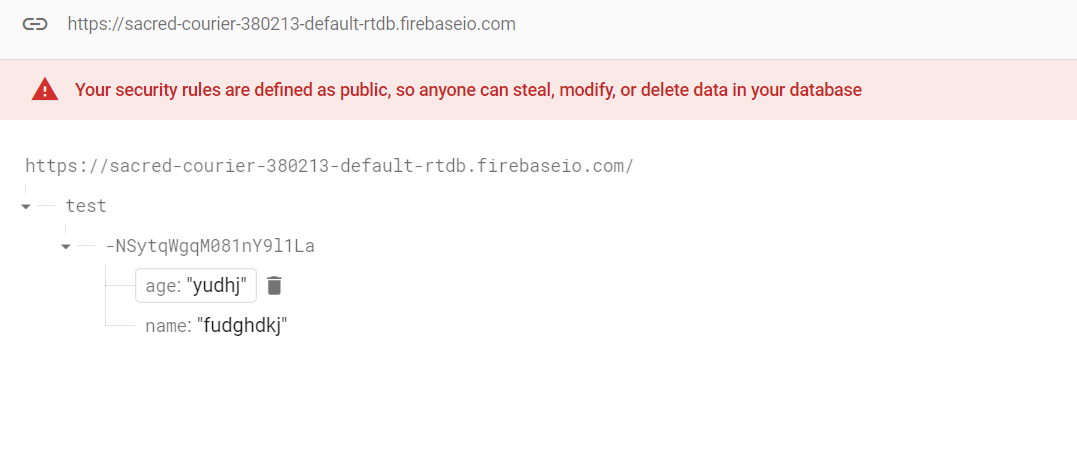 https://sacred-courier-380213-default-rtdb.firebaseio.com
Your security rules are defined as public, so anyone can steal, modify, or delete data in your database
https://sacred-courier-380213-default-rtdb.firebaseio.com/
test
-NSytqWgqM081nY9l1La
age: "yudhj"
name: "fudghdkj"